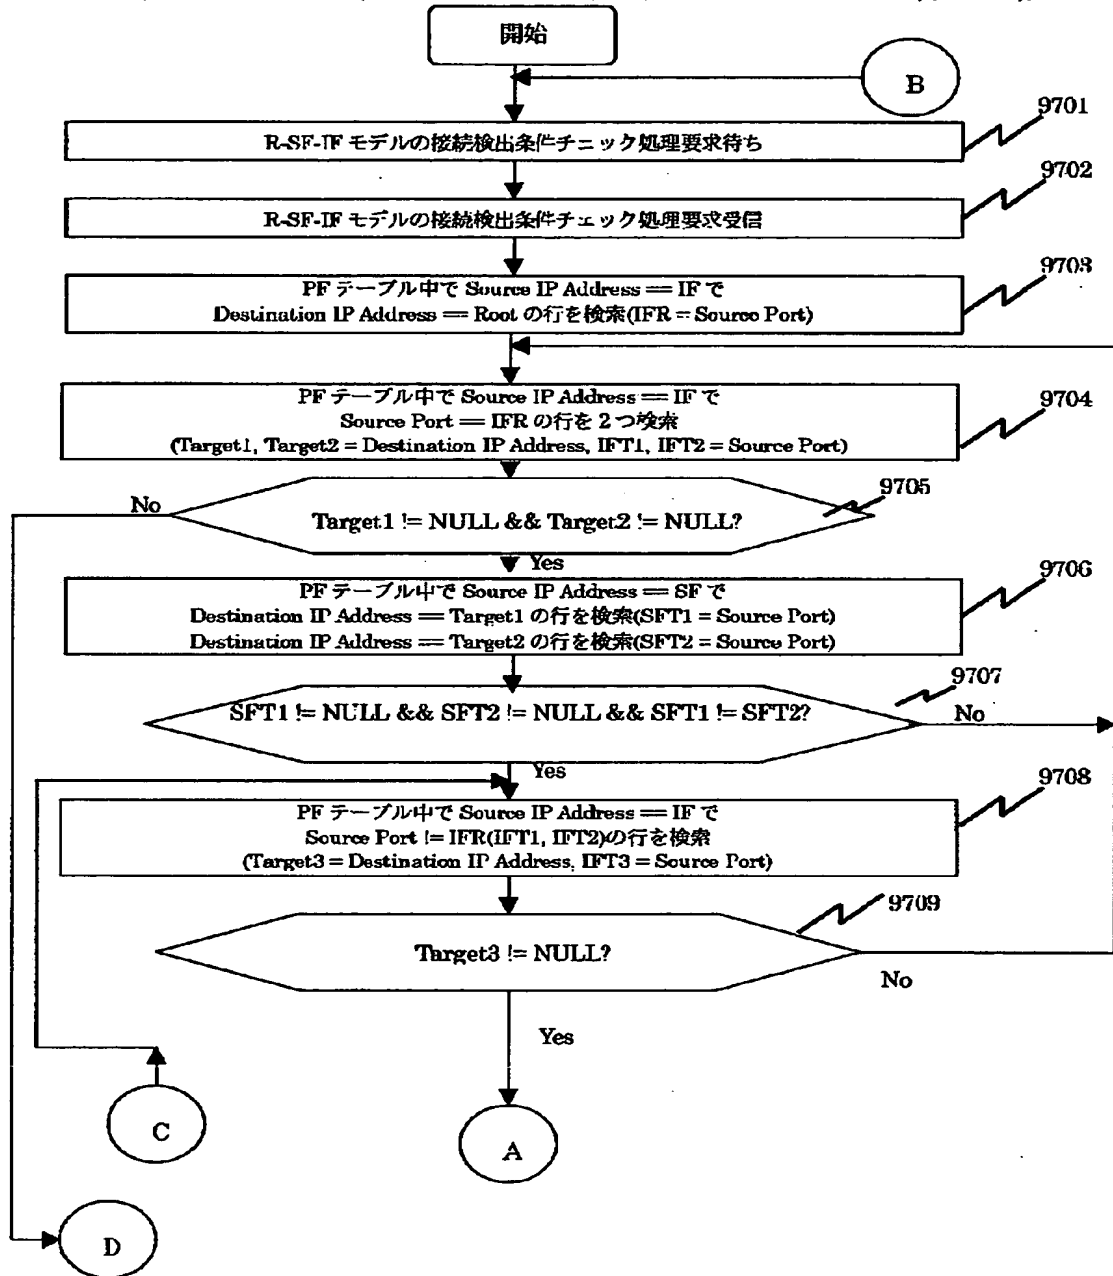 開始
B
9701
R-SF-IF モデルの接続検出条件チェック処理要求待ち
9702
R-SF-IF モデルの接続検出条件チェック処理要求受信
9703
PF テーブル中で Source IP Address == IF で
Destination IP Address == Root の行を検索(IFR = Source Port)
9704
PF テーブル中で Source IP Address == IF で
Source Port == IFR の行を 2 つ検索
(Target1, Target2 = Destination IP Address, IFT1, IFT2 = Source Port)
9705
No
Target1 != NULL && Target2 != NULL?
Yes
9706
PF テーブル中で Source IP Address == SF で
Destination IP Address == Target1 の行を検索(SFT1 = Source Port)
Destination IP Address == Target2 の行を検索(SFT2 = Source Port)
9707
SFT1 != NULL && SFT2 != NULL && SFT1 != SFT2?
No
Yes
9708
PF テーブル中で Source IP Address == IF で
Source Port != IFR(IFT1, IFT2)の行を検索
(Target3 = Destination IP Address, IFT3 = Source Port)
9709
Target3 != NULL?
No
Yes
C
A
D